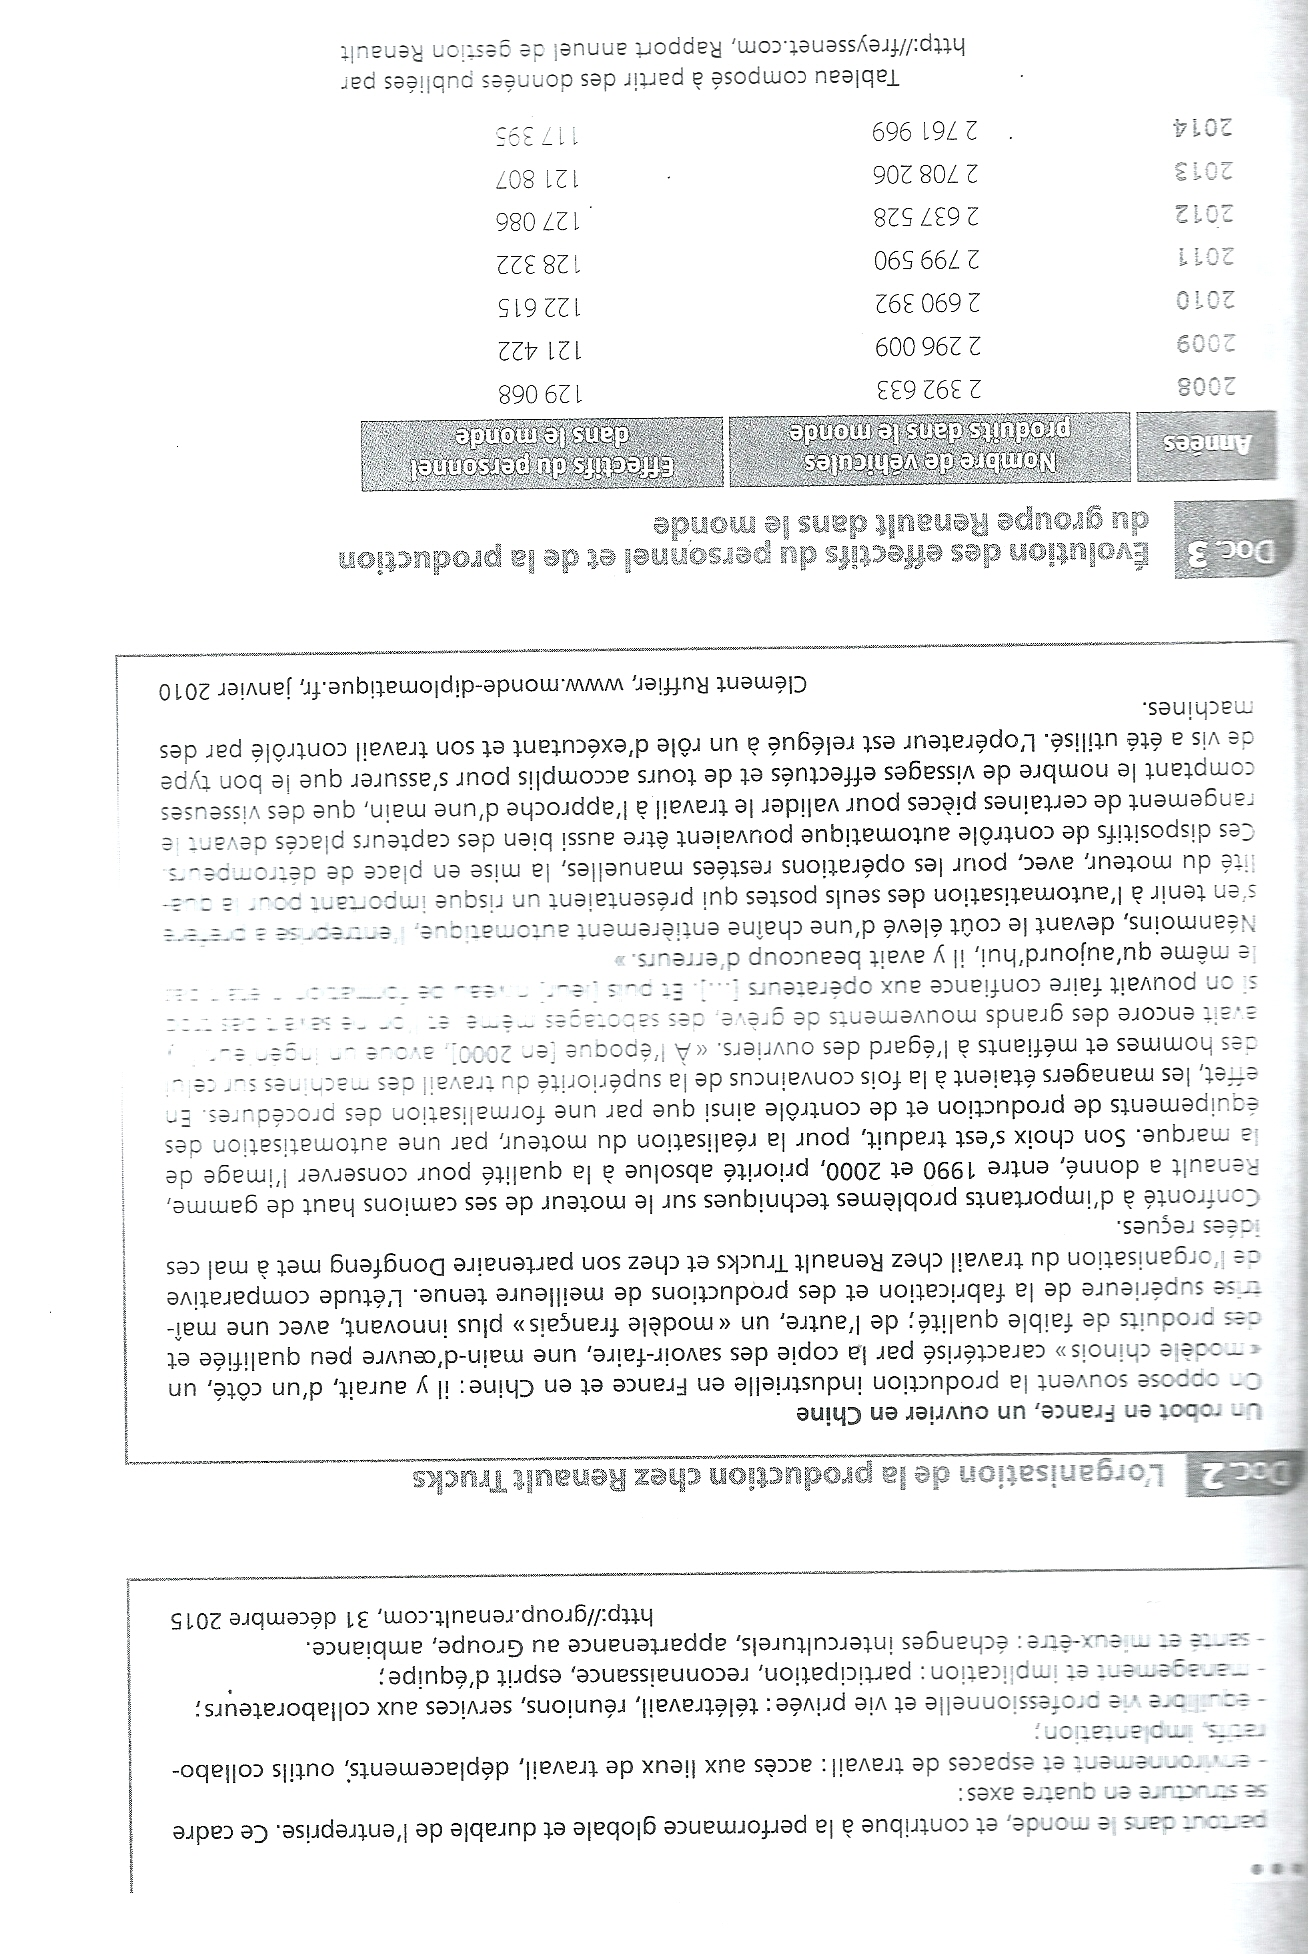 partout dans le monde, et contribue à la performance globale et durable de l'entreprise. Ce cadre
se structure en quatre axes :
- environnement et espaces de travail : accès aux lieux de travail, déplacements, outils collabo-
ratifs, implantation ;
- équilibre vie professionnelle et vie privée : télétravail, réunions, services aux collaborateurs ;
- management et implication : participation, reconnaissance, esprit d'équipe ;
- santé et mieux-être : échanges interculturels, appartenance au Groupe, ambiance.
http://group.renault.com, 31 décembre 2015
Doc 2 L'organisation de la production chez Renault Trucks
Un robot en France, un ouvrier en Chine
On oppose souvent la production industrielle en France et en Chine : il y aurait, d'un côté, un
« modèle chinois » caractérisé par la copie des savoir-faire, une main-d'œuvre peu qualifiée et
des produits de faible qualité ; de l'autre, un « modèle français » plus innovant, avec une maî-
trise supérieure de la fabrication et des productions de meilleure tenue. L'étude comparative
de l'organisation du travail chez Renault Trucks et chez son partenaire Dongfeng met à mal ces
idées reçues.
Confronté à d'importants problèmes techniques sur le moteur de ses camions haut de gamme,
Renault a donné, entre 1990 et 2000, priorité absolue à la qualité pour conserver l'image de
la marque. Son choix s'est traduit, pour la réalisation du moteur, par une automatisation des
équipements de production et de contrôle ainsi que par une formalisation des procédures. En
effet, les managers étaient à la fois convaincus de la supériorité du travail des machines sur celui
des hommes et méfiants à l'égard des ouvriers. « À l'époque [en 2000], avoue un ingénieur,
avait encore des grands mouvements de grève, des sabotages même, et l'on ne savait pas trop
si on pouvait faire confiance aux opérateurs [...]. Et puis [leur] niveau de formation n'était pas
le même qu'aujourd'hui, il y avait beaucoup d'erreurs. »
Néanmoins, devant le coût élevé d'une chaîne entièrement automatique, l'entreprise a préféré
s'en tenir à l'automatisation des seuls postes qui présentaient un risque important pour la qua-
lité du moteur, avec, pour les opérations restées manuelles, la mise en place de détrompeurs.
Ces dispositifs de contrôle automatique pouvaient être aussi bien des capteurs placés devant le
rangement de certaines pièces pour valider le travail à l'approche d'une main, que des visseuses
comptant le nombre de vissages effectués et de tours accomplis pour s'assurer que le bon type
de vis a été utilisé. L'opérateur est relégué à un rôle d'exécutant et son travail contrôlé par des
machines.
Clément Ruffier, www.monde-diplomatique.fr, janvier 2010
Doc 3 Évolution des effectifs du personnel et de la production
du groupe Renault dans le monde
Années Nombre de véhicules produits dans le monde Effectifs du personnel dans le monde
2008 2 392 633 129 068
2009 2 296 009 121 422
2010 2 690 392 122 615
2011 2 799 590 128 322
2012 2 637 528 127 086
2013 2 708 206 121 807
2014 2 761 969 117 395
Tableau composé à partir des données publiées par
http://freyssenet.com, Rapport annuel de gestion Renault